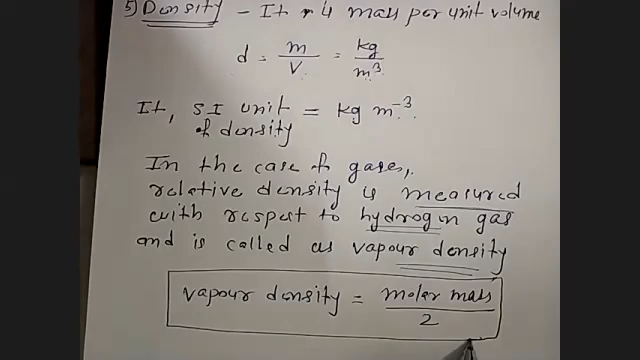 5) Density - It is mass per unit volume
d = m/V = kg/m³
It, SI unit = kg m⁻³
of density
In the case of gases,
relative density is measured
with respect to hydrogen gas
and is called as vapour density
vapour density = molar mass/2